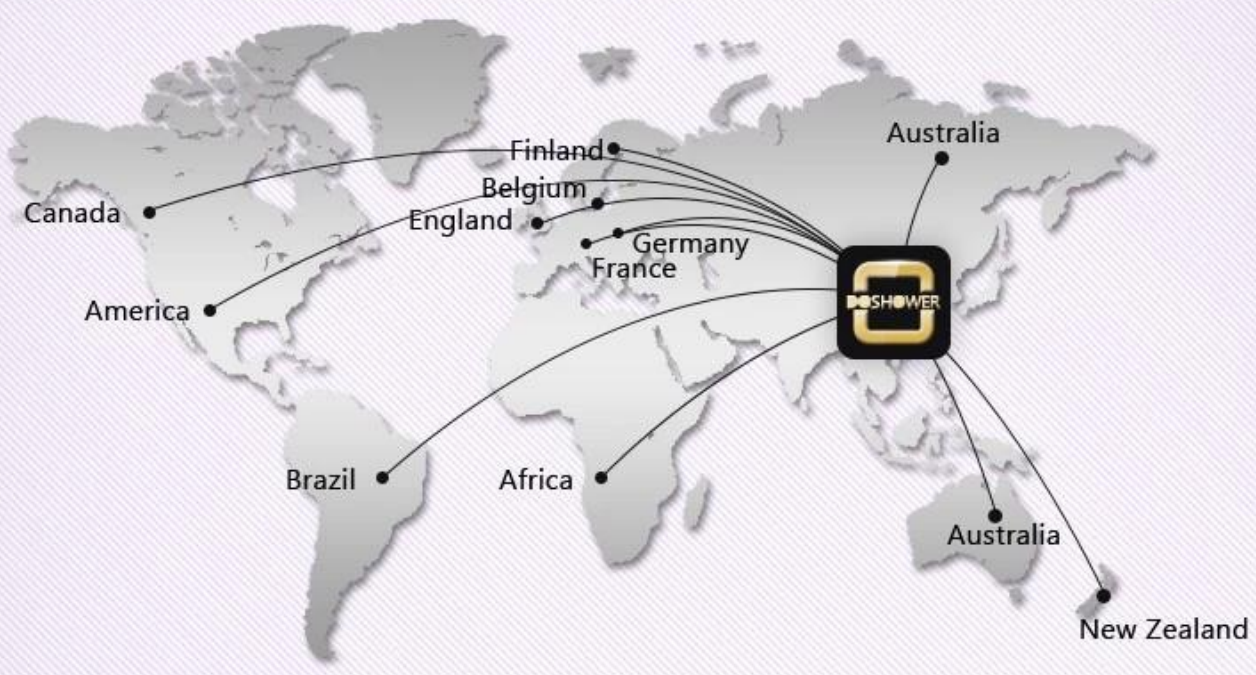 Australia
Finland
Belgium
Canada
England
Germany
France
America
DOSHOWER
Brazil
Africa
Australia
New Zealand